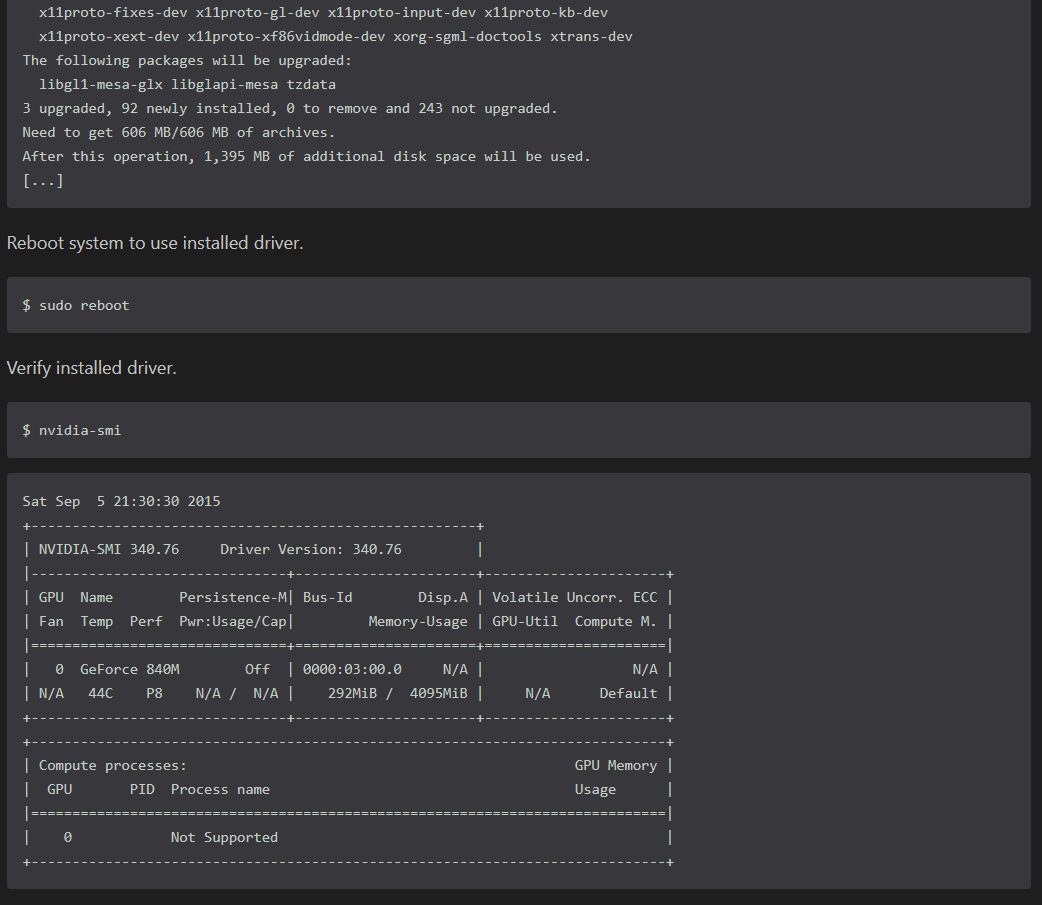 x11proto-fixes-dev x11proto-gl-dev x11proto-input-dev x11proto-kb-dev
x11proto-xext-dev x11proto-xf86vidmode-dev xorg-sgml-doctools xtrans-dev
The following packages will be upgraded:
libgl1-mesa-glx libglapi-mesa tzdata
3 upgraded, 92 newly installed, 0 to remove and 243 not upgraded.
Need to get 606 MB/606 MB of archives.
After this operation, 1,395 MB of additional disk space will be used.
[...]
Reboot system to use installed driver.
$ sudo reboot
Verify installed driver.
$ nvidia-smi
Sat Sep  5 21:30:30 2015
+------------------------------------------------------+
| NVIDIA-SMI 340.76     Driver Version: 340.76         |
|-------------------------------+----------------------+----------------------+
| GPU  Name        Persistence-M| Bus-Id        Disp.A | Volatile Uncorr. ECC |
| Fan  Temp  Perf  Pwr:Usage/Cap|         Memory-Usage | GPU-Util  Compute M. |
|===============================+======================+======================|
|   0  GeForce 840M        Off  | 0000:03:00.0     N/A |                  N/A |
| N/A   44C    P8    N/A /  N/A |    292MiB /  4095MiB |     N/A      Default |
+-------------------------------+----------------------+----------------------+
+-----------------------------------------------------------------------------+
| Compute processes:                                               GPU Memory |
|  GPU       PID  Process name                                     Usage      |
|=============================================================================|
|    0            Not Supported                                               |
+-----------------------------------------------------------------------------+